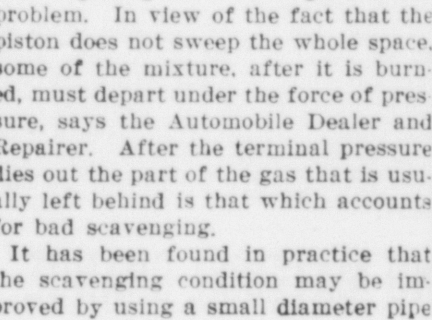 problem. In view of the fact that the
piston does not sweep the whole space,
some of the mixture, after it is burn-
ed, must depart under the force of pres-
sure, says the Automobile Dealer and
Repairer. After the terminal pressure
dies out the part of the gas that is usu-
ally left behind is that which accounts
for bad scavenging.
It has been found in practice that
the scavenging condition may be im-
proved by using a small diameter pipe